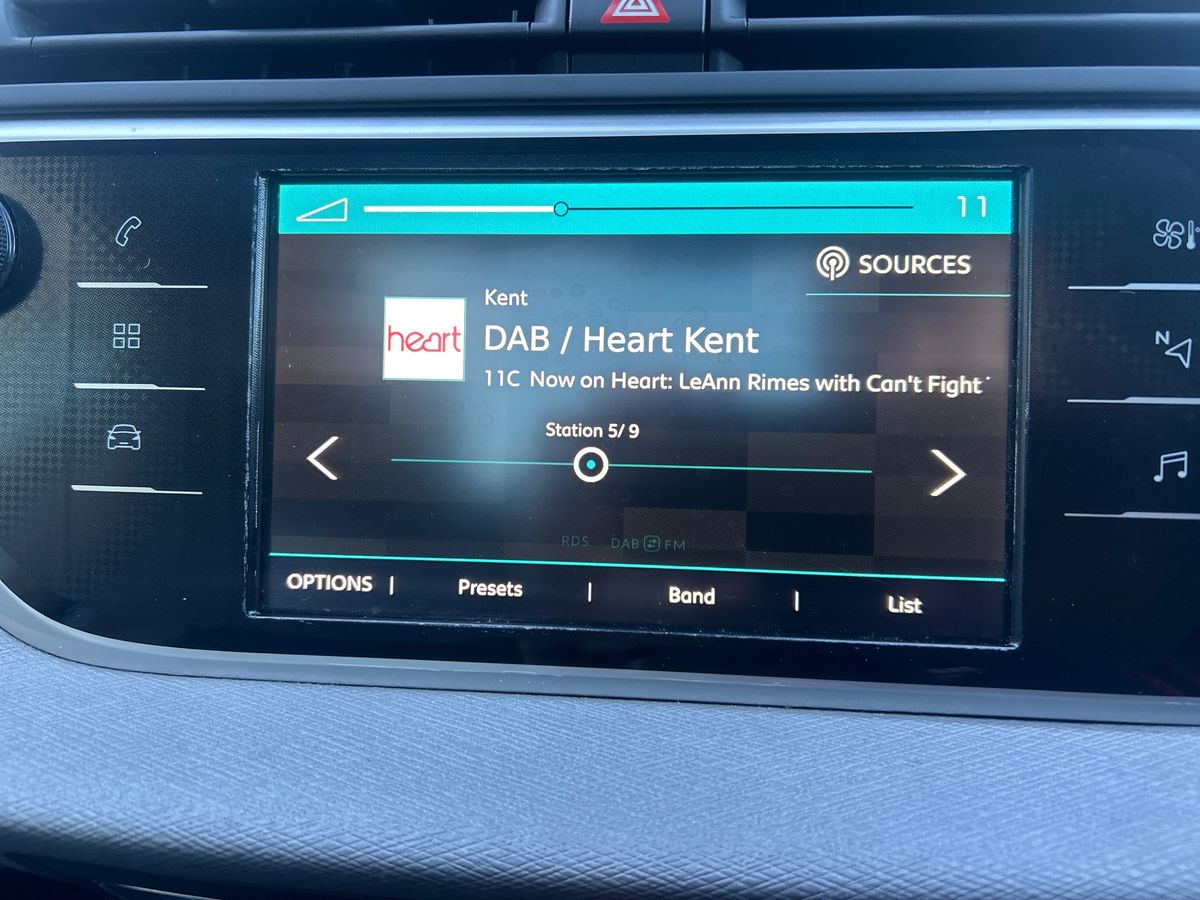 11
SOURCES
Kent
heart
DAB / Heart Kent
11C Now on Heart: LeAnn Rimes with Can't Fight
Station 5/ 9
N
RDS DAB FM
OPTIONS | Presets | Band | List